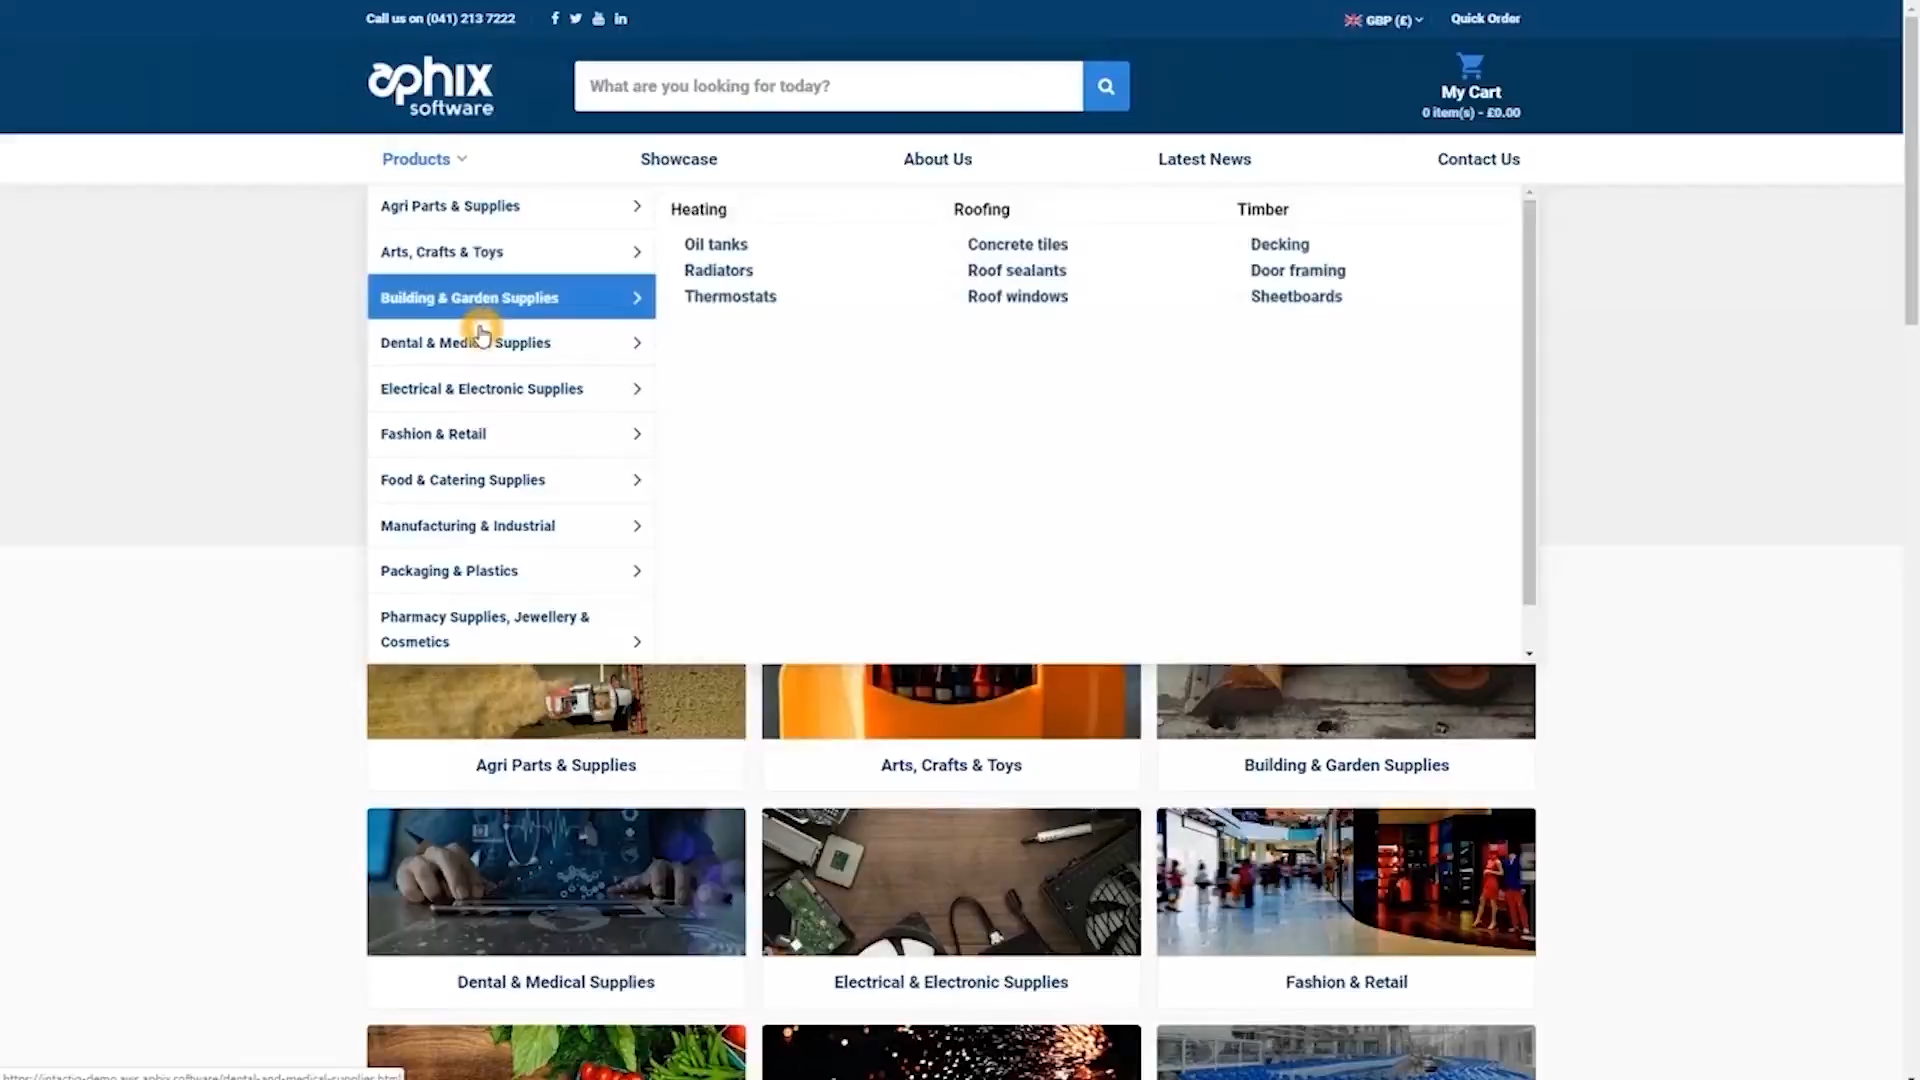 Call us on (041) 213 7222
GBP (£)
Quick Order
aphix
software
What are you looking for today?
My Cart
0 item(s) - £0.00
Products
Showcase
About Us
Latest News
Contact Us
Agri Parts & Supplies
Arts, Crafts & Toys
Building & Garden Supplies
Dental & Medical Supplies
Electrical & Electronic Supplies
Fashion & Retail
Food & Catering Supplies
Manufacturing & Industrial
Packaging & Plastics
Pharmacy Supplies, Jewellery &
Cosmetics
Heating
Oil tanks
Radiators
Thermostats
Roofing
Concrete tiles
Roof sealants
Roof windows
Timber
Decking
Door framing
Sheetboards
Agri Parts & Supplies
Arts, Crafts & Toys
Building & Garden Supplies
Dental & Medical Supplies
Electrical & Electronic Supplies
Fashion & Retail